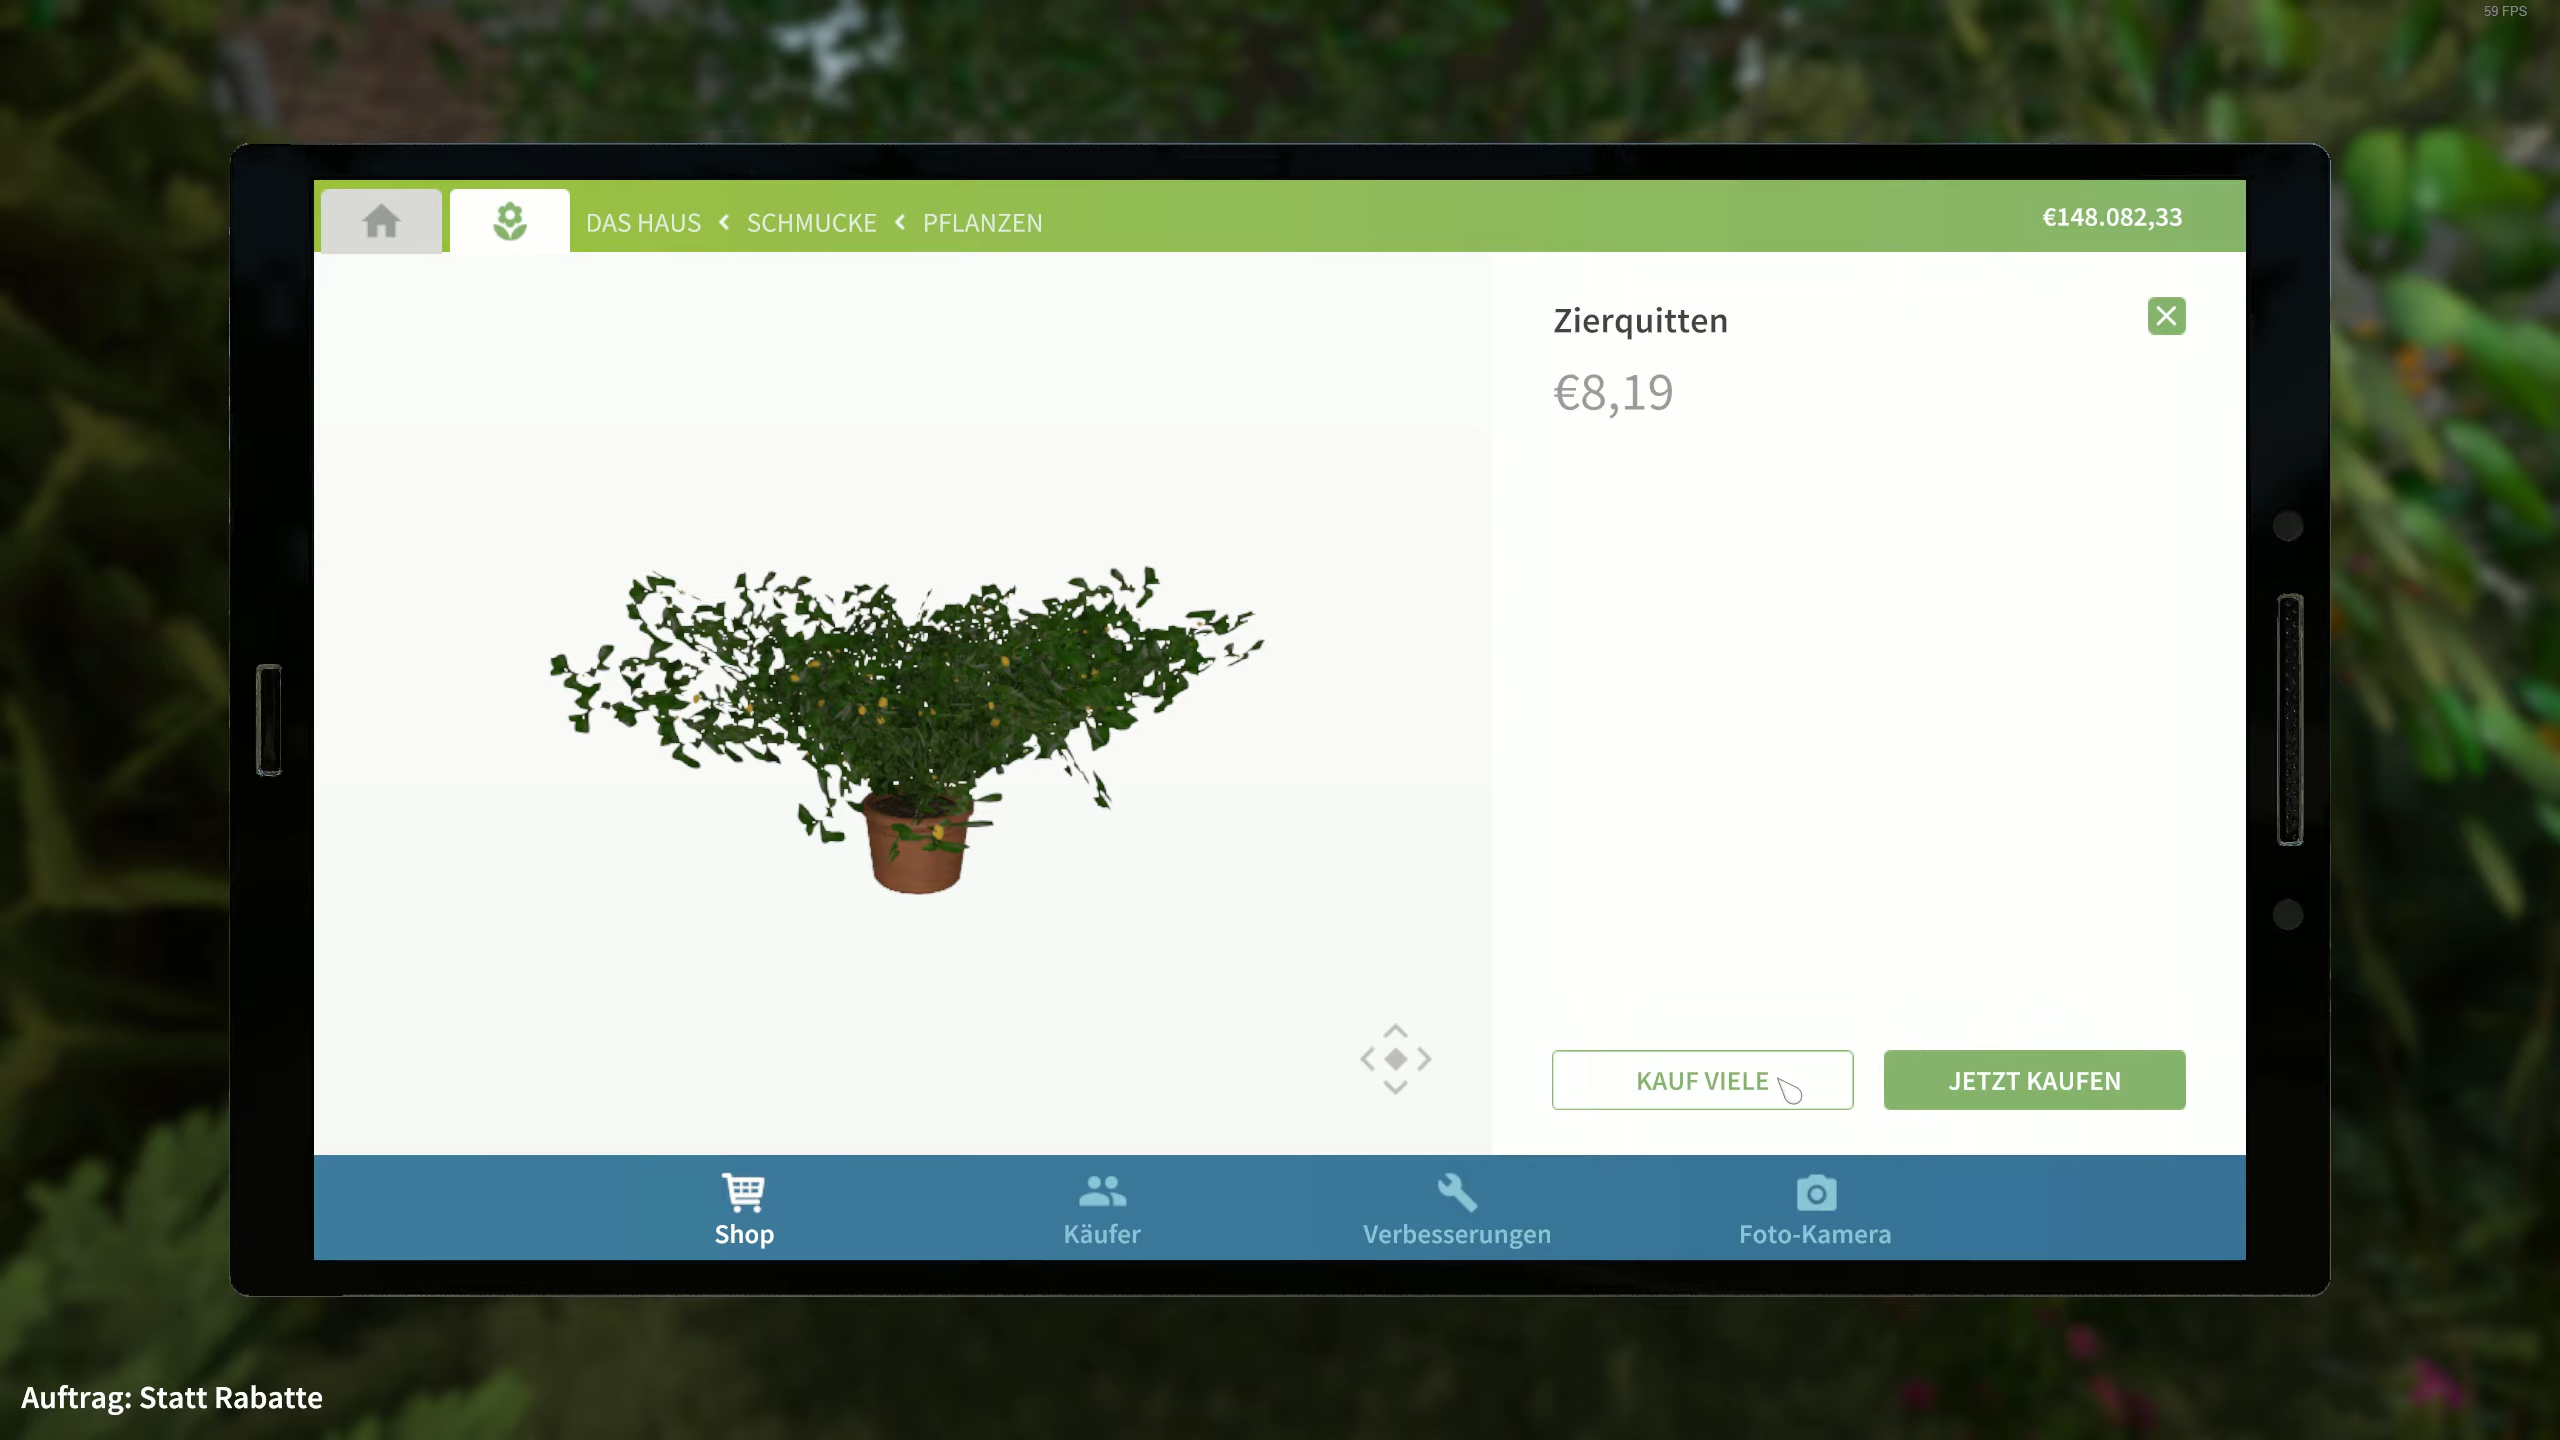 59 FPS
DAS HAUS < SCHMUCKE < PFLANZEN
€148.082,33
Zierquitten
€8,19
KAUF VIELE
JETZT KAUFEN
Shop
Käufer
Verbesserungen
Foto-Kamera
Auftrag: Statt Rabatte